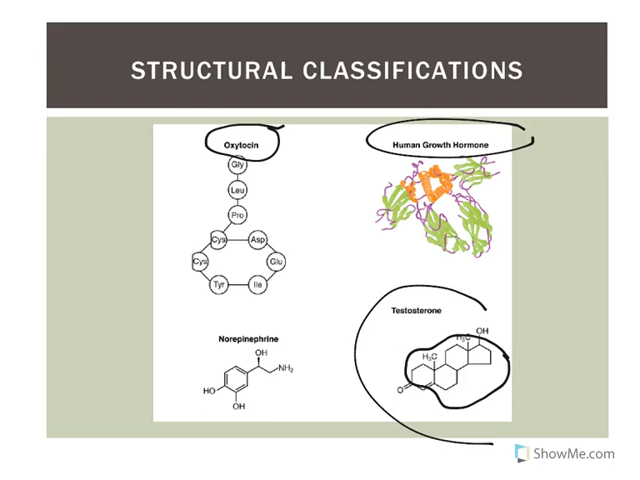 STRUCTURAL CLASSIFICATIONS
Oxytocin
Human Growth Hormone
Gly
Leu
Pro
Cys
Asp
Cys
Glu
Tyr
Ile
Testosterone
OH
H₃C
H₃C
O
Norepinephrine
OH
NH₂
HO
OH
ShowMe.com